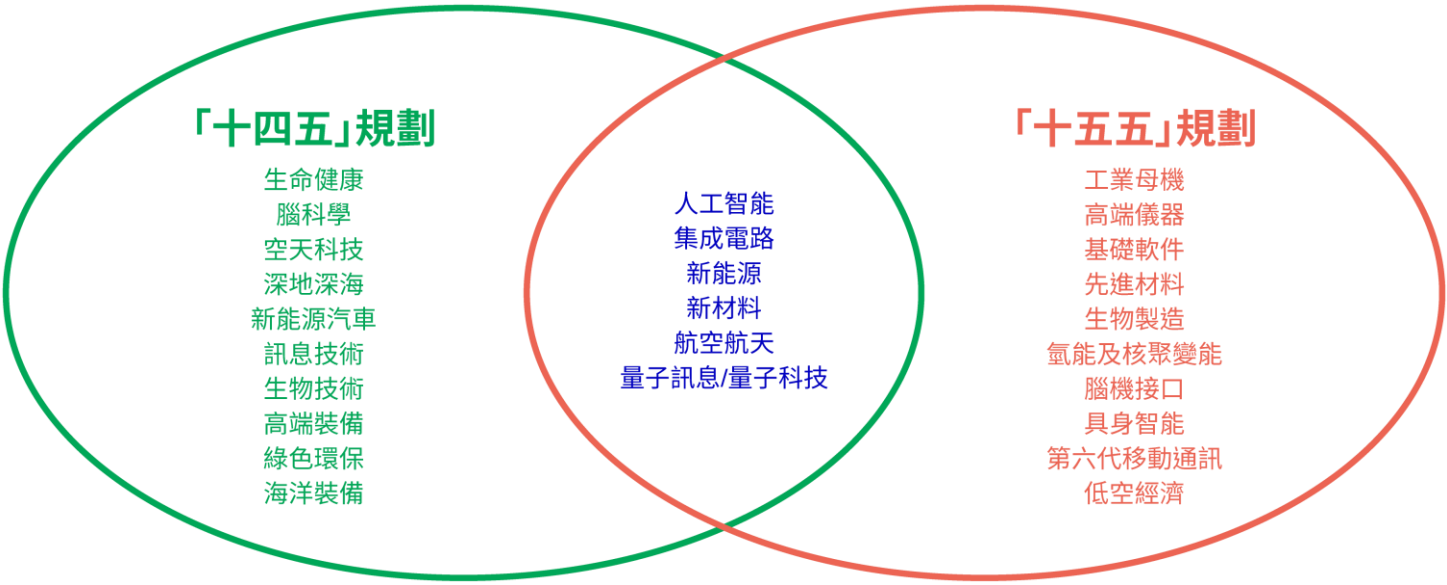 「十四五」規劃
生命健康
腦科學
空天科技
深地深海
新能源汽車
訊息技術
生物技術
高端裝備
綠色環保
海洋裝備
人工智能
集成電路
新能源
新材料
航空航天
量子訊息/量子科技
「十五五」規劃
工業母機
高端儀器
基礎軟件
先進材料
生物製造
氫能及核聚變能
腦機接口
具身智能
第六代移動通訊
低空經濟